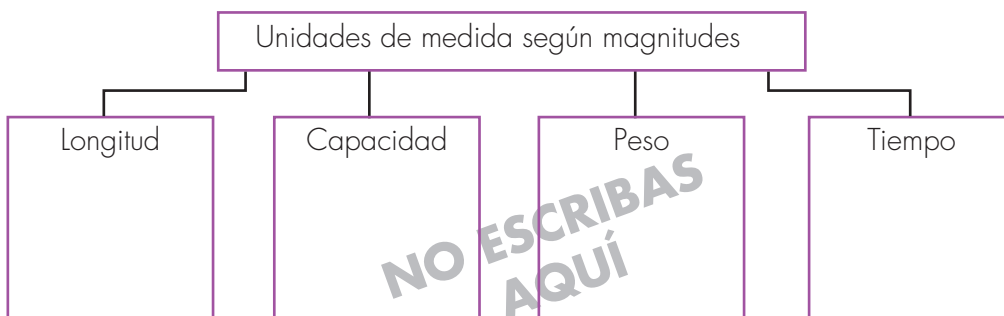 Unidades de medida según magnitudes
Longitud
Capacidad
Peso
Tiempo
NO ESCRIBAS
AQUÍ